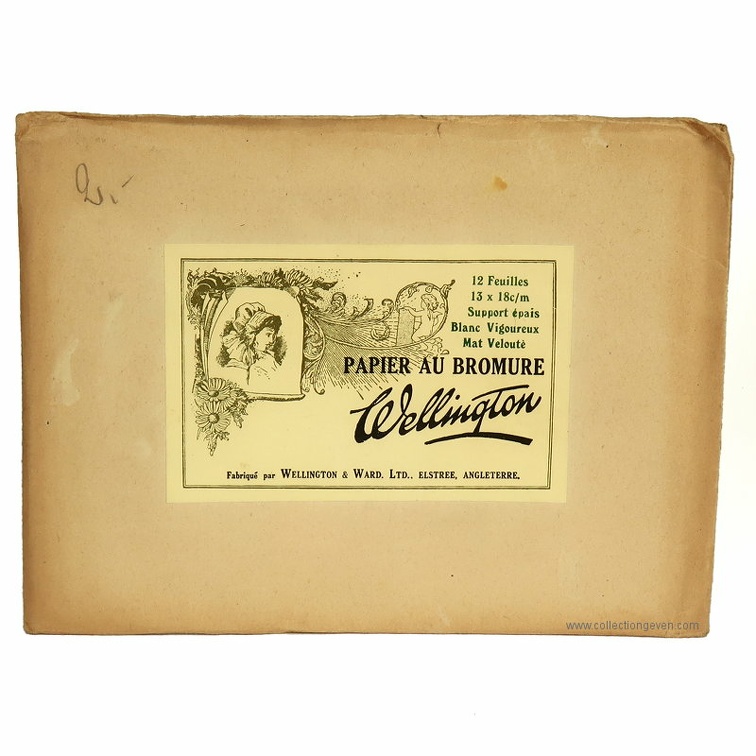 12 Feuilles
13 x 18c/m
Support épais
Blanc Vigoureux
Mat Velouté
PAPIER AU BROMURE
Wellington
Fabriqué par WELLINGTON & WARD. LTD., ELSTREE, ANGLETERRE.
www.collectiongeven.com